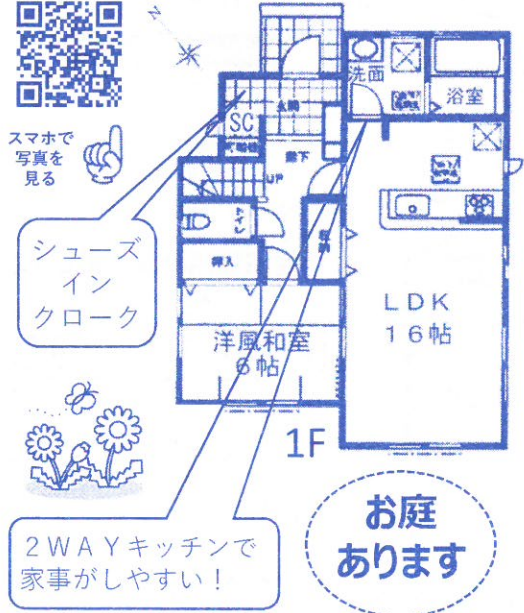 N
スマホで
写真を
見る
洗面
浴室
玄関
SC
廊下
UP
トイレ
収納
押入
シューズ
イン
クローク
LDK
16帖
洋風和室
6帖
1F
2WAYキッチンで
家事がしやすい！
お庭
あります